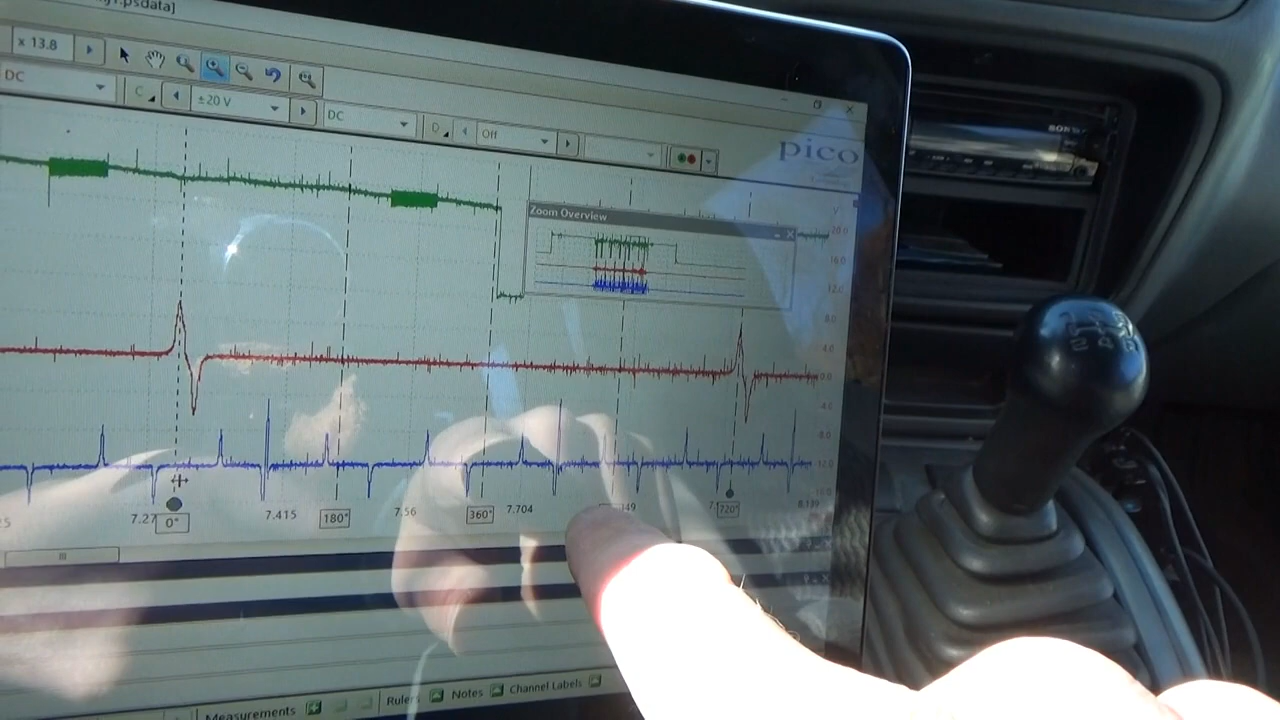 .psdata]
x 13.8
DC
C
±20 V
DC
D
Off
pico
Zoom Overview
20.0
16.0
12.0
8.0
4.0
0.0
7.415
7.56
7.704
8.139
0°
180°
360°
720°
Measurements
Rulers
Notes
Channel Labels
SONY